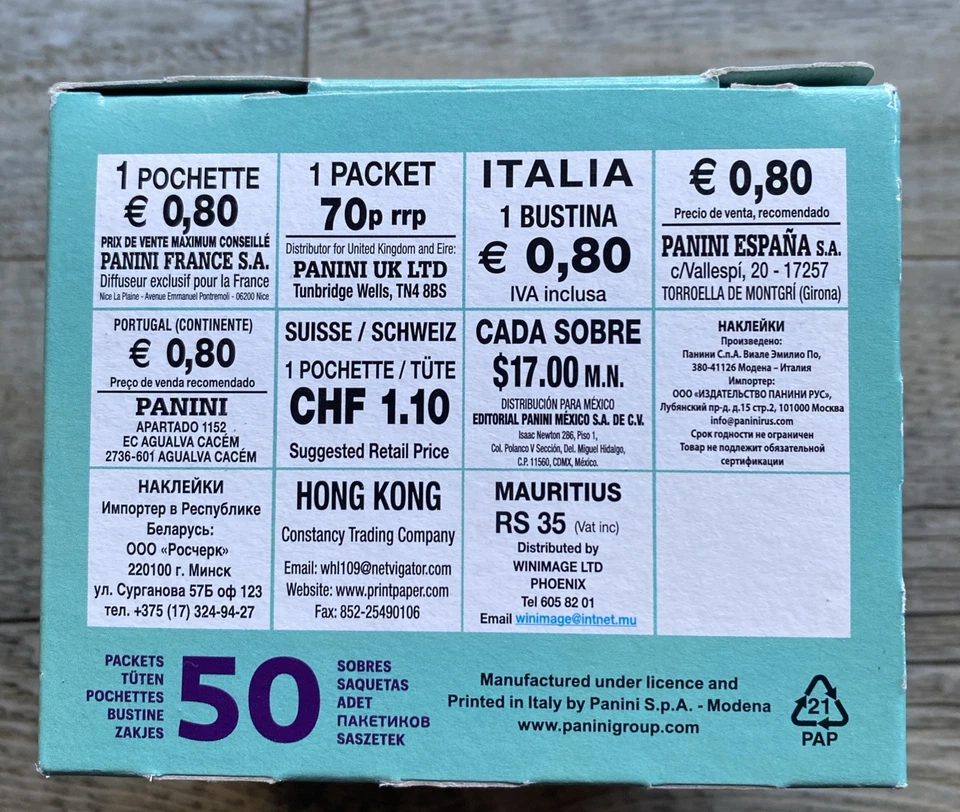 1 POCHETTE
€ 0,80
PRIX DE VENTE MAXIMUM CONSEILLÉ
PANINI FRANCE S.A.
Diffuseur exclusif pour la France
Nice La Plaine - Avenue Emmanuel Pontremoli - 06200 Nice
1 PACKET
70p rrp
Distributor for United Kingdom and Eire:
PANINI UK LTD
Tunbridge Wells, TN4 8BS
ITALIA
1 BUSTINA
€ 0,80
IVA inclusa
€ 0,80
Precio de venta, recomendado
PANINI ESPAÑA S.A.
c/Vallespí, 20 - 17257
TORROELLA DE MONTGRÍ (Girona)
PORTUGAL (CONTINENTE)
€ 0,80
Preço de venda recomendado
PANINI
APARTADO 1152
EC AGUALVA CACÉM
2736-601 AGUALVA CACÉM
SUISSE / SCHWEIZ
1 POCHETTE / TÜTE
CHF 1.10
Suggested Retail Price
CADA SOBRE
$17.00 M.N.
DISTRIBUCIÓN PARA MÉXICO
EDITORIAL PANINI MÉXICO S.A. DE C.V.
Isaac Newton 286, Piso 1,
Col. Polanco V Sección, Del. Miguel Hidalgo,
C.P. 11560, CDMX, México.
НАКЛЕЙКИ
Произведено:
Панини С.п.А. Виале Эмилио По,
380-41126 Модена – Италия
Импортер:
ООО «ИЗДАТЕЛЬСТВО ПАНИНИ РУС»,
Лубянский пр-д, д.15 стр.2, 101000 Москва
info@paninirus.com
Срок годности не ограничен
Товар не подлежит обязательной
сертификации
НАКЛЕЙКИ
Импортер в Республике
Беларусь:
ООО «Росчерк»
220100 г. Минск
ул. Сурганова 57Б оф 123
тел. +375 (17) 324-94-27
HONG KONG
Constancy Trading Company
Email: whl109@netvigator.com
Website: www.printpaper.com
Fax: 852-25490106
MAURITIUS
RS 35 (Vat inc)
Distributed by
WINIMAGE LTD
PHOENIX
Tel 605 82 01
Email winimage@intnet.mu
PACKETS
TÜTEN
POCHETTES
BUSTINE
ZAKJES
50
SOBRES
SAQUETAS
ADET
ПАКЕТИКОВ
SASZETEK
Manufactured under licence and
Printed in Italy by Panini S.p.A. - Modena
www.paninigroup.com
21
PAP